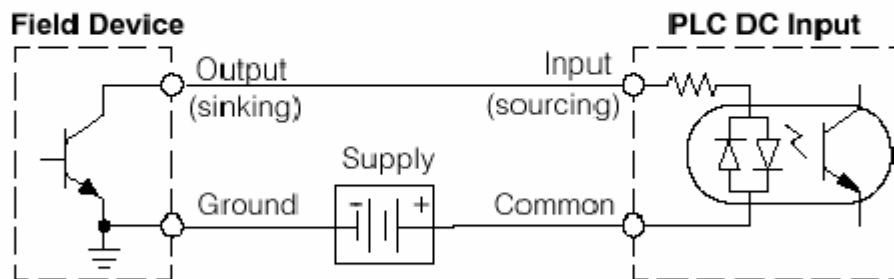 Field Device
PLC DC Input
Output
(sinking)
Input
(sourcing)
Supply
Ground
- +
Common